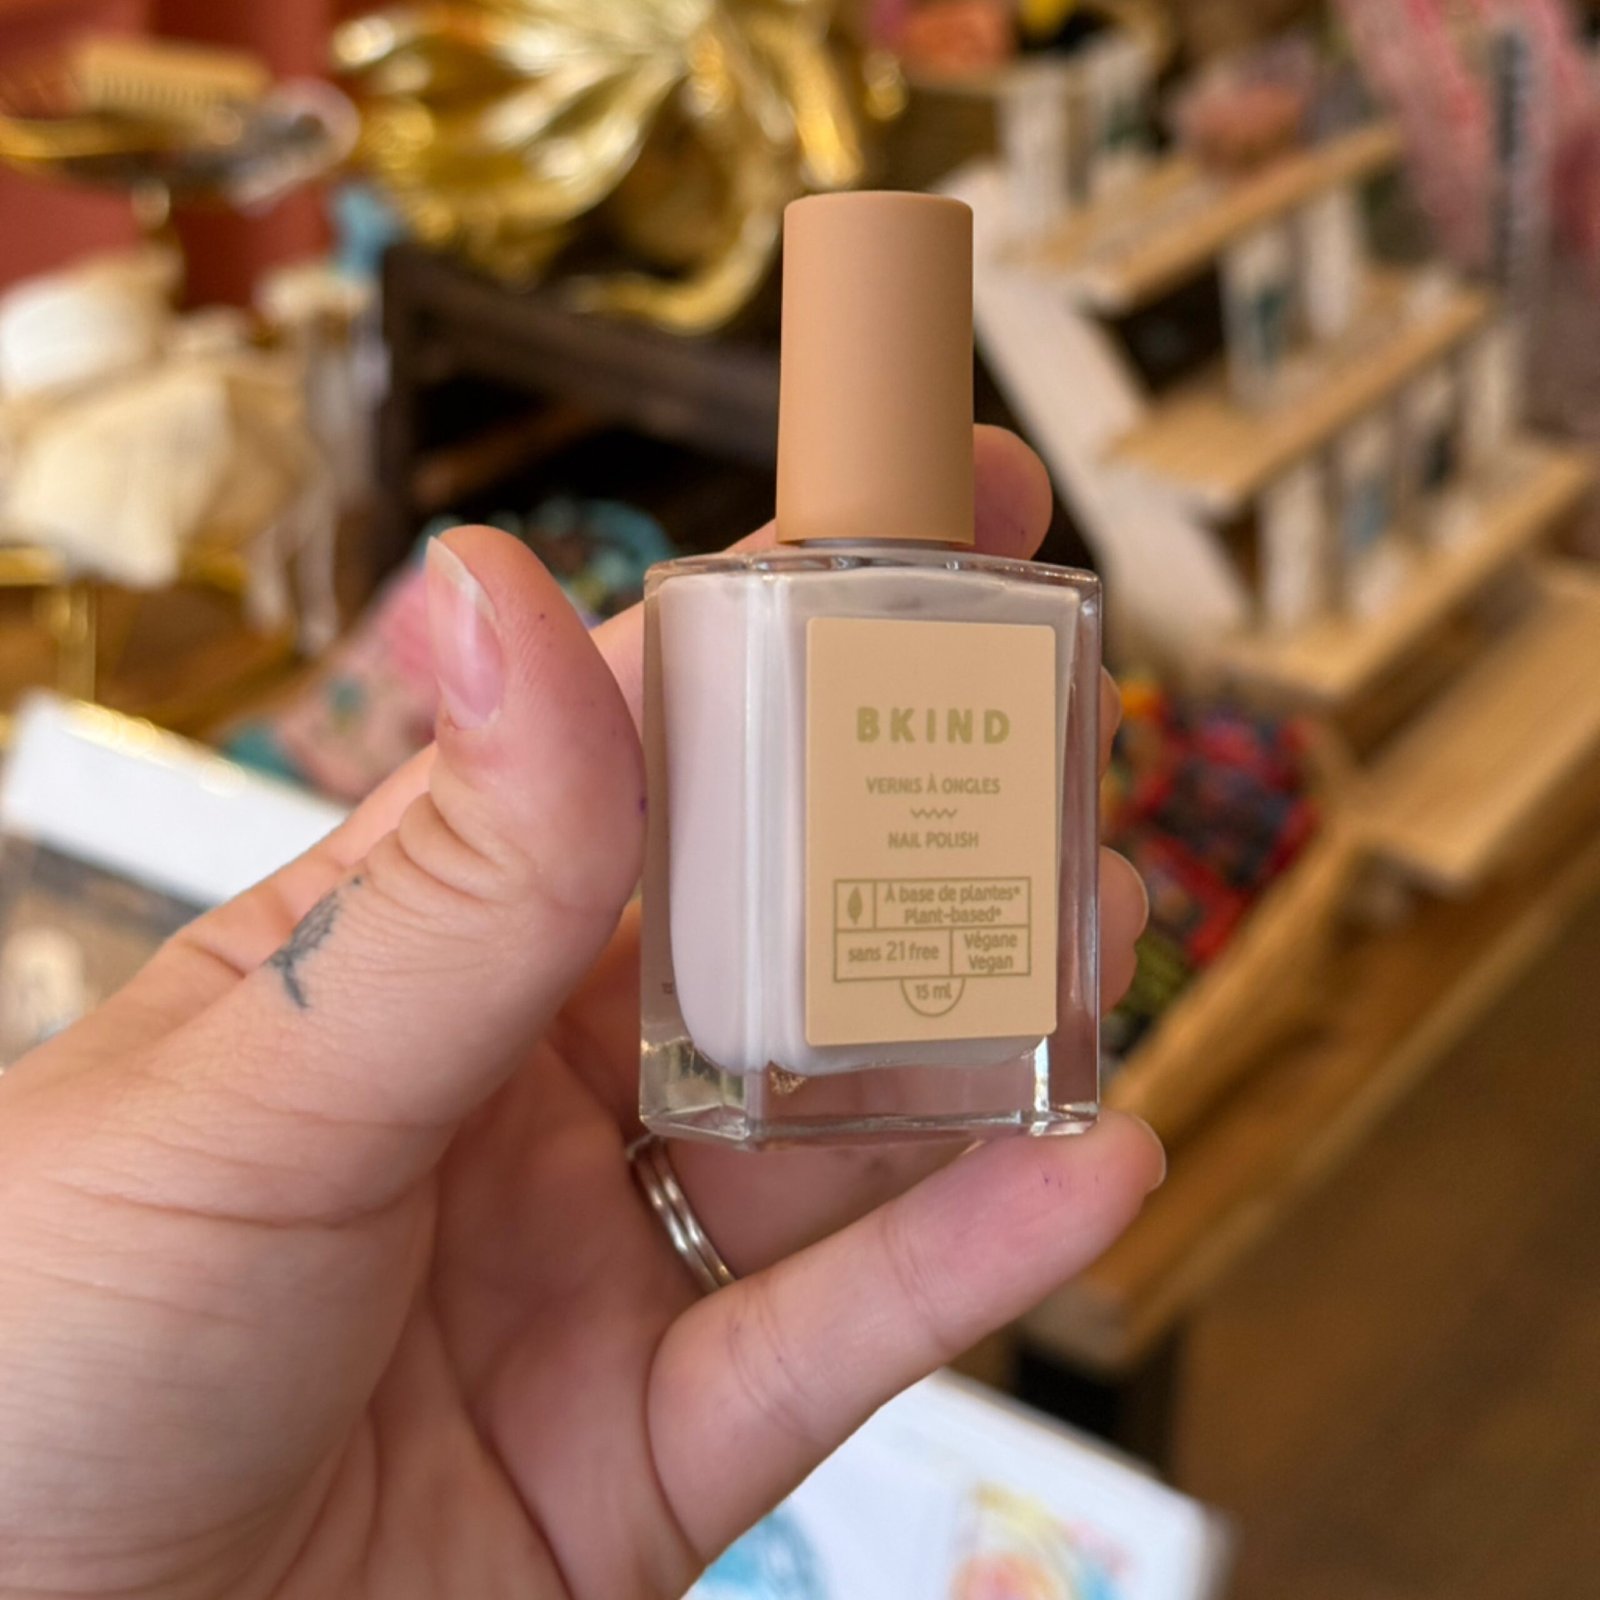 BKIND
VERNIS À ONGLES
NAIL POLISH
À base de plantes*
Plant-based*
sans 21 free
Végane
Vegan
15 ml